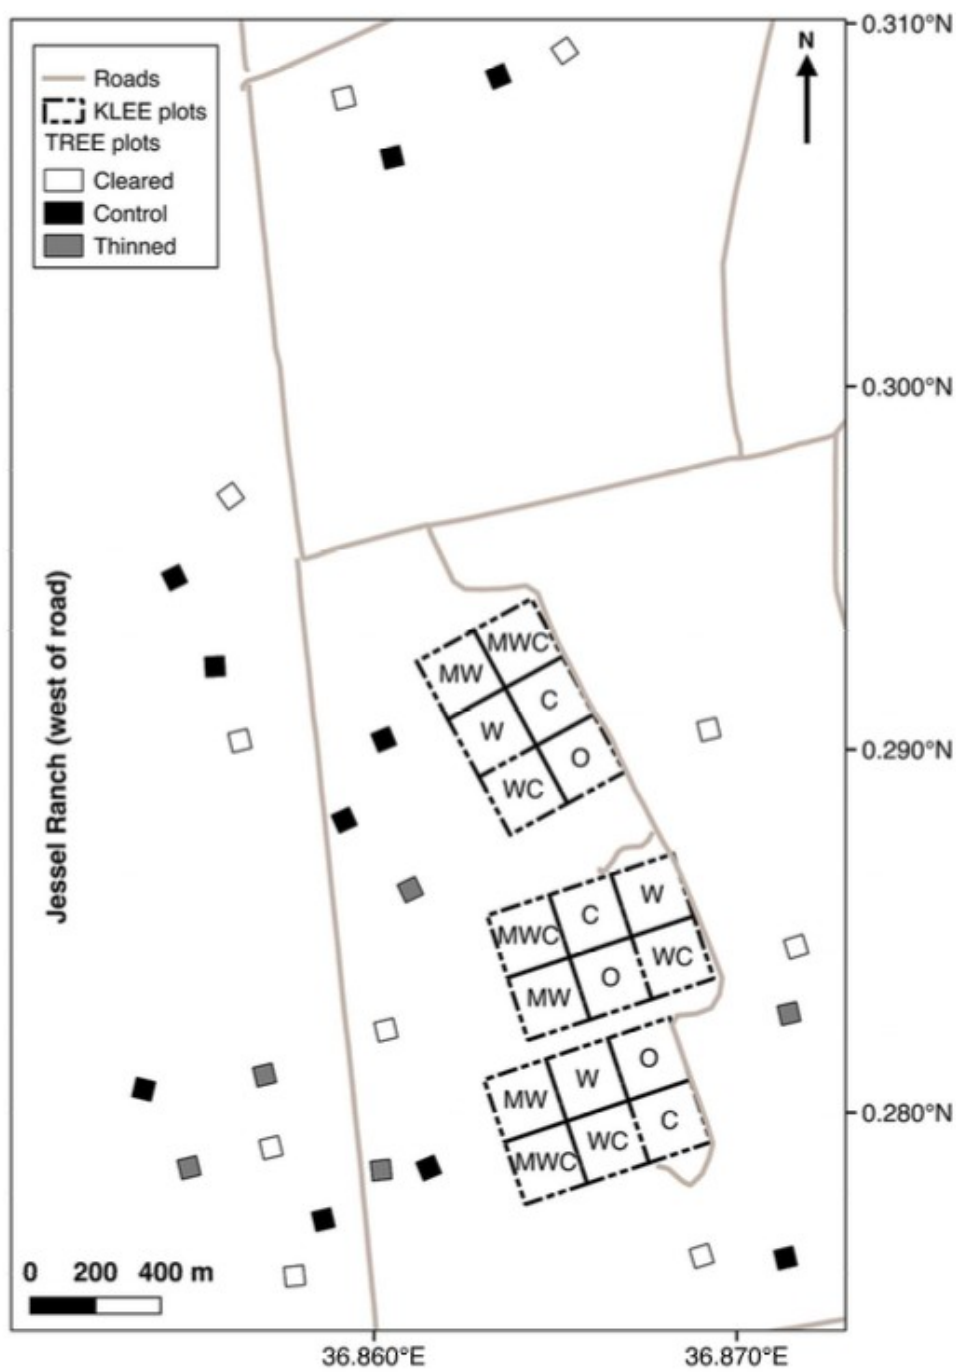 0.310°N
N
Roads
KLEE plots
TREE plots
Cleared
Control
Thinned
0.300°N
Jessel Ranch (west of road)
MWC
MW
C
W
O
WC
0.290°N
W
C
MWC
WC
O
MW
O
W
MW
C
WC
MWC
0.280°N
0 200 400 m
36.860°E 36.870°E